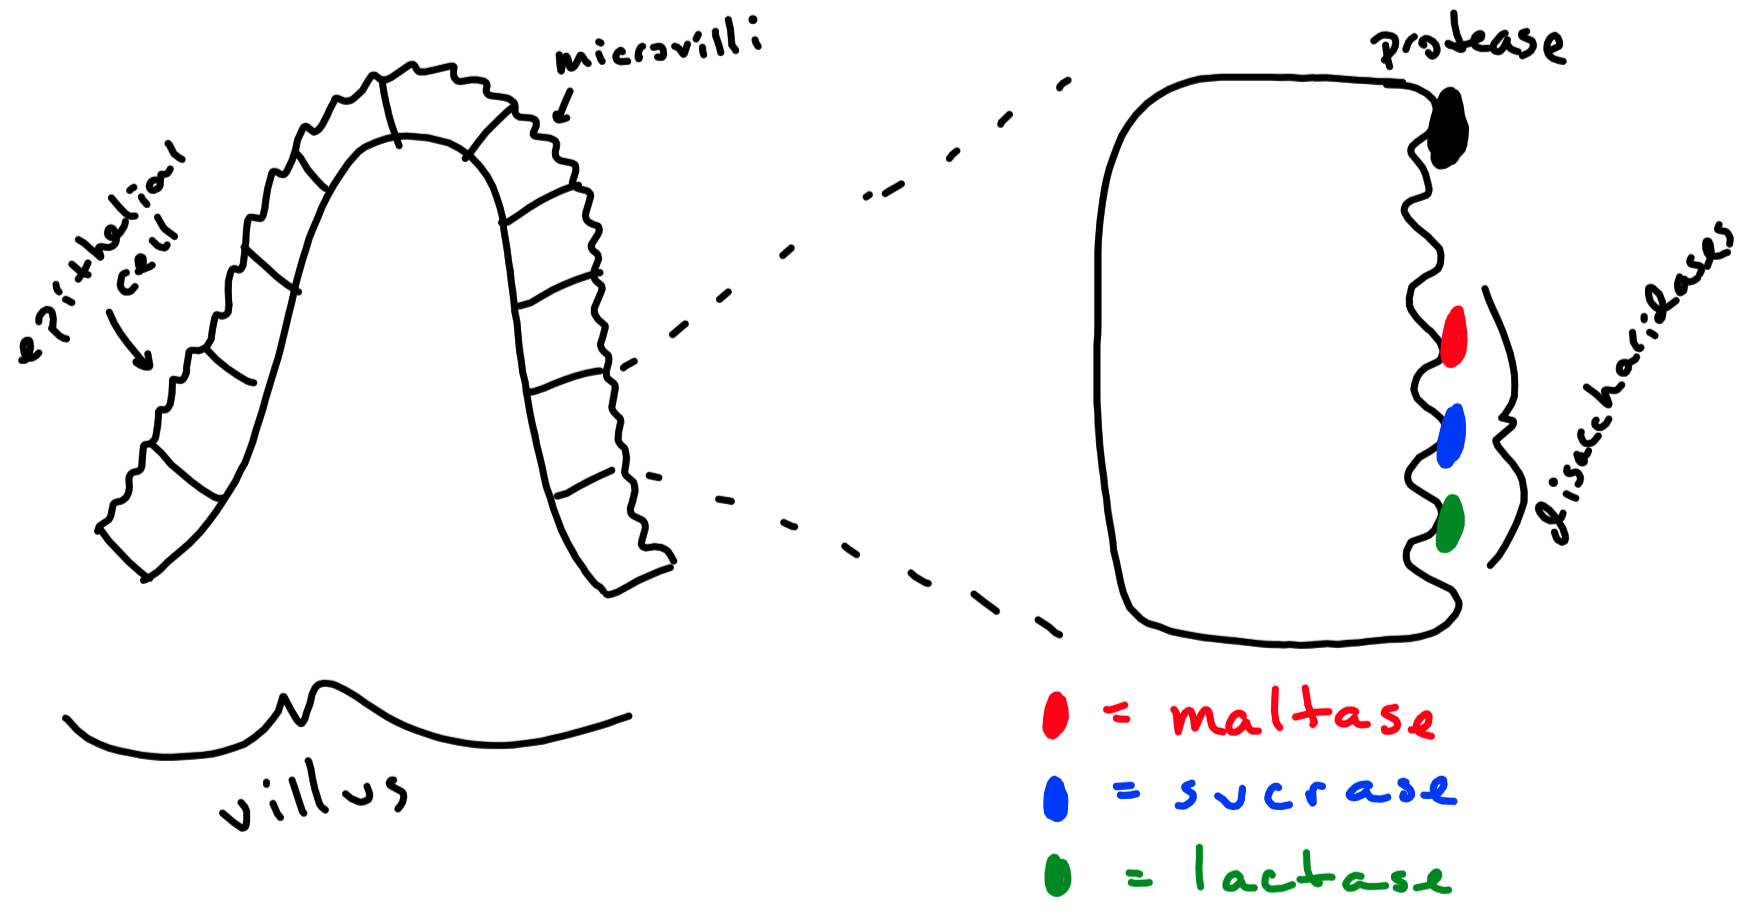 microvilli
protease
epithelial
cell
disaccharidases
villus
= maltase
= sucrase
= lactase